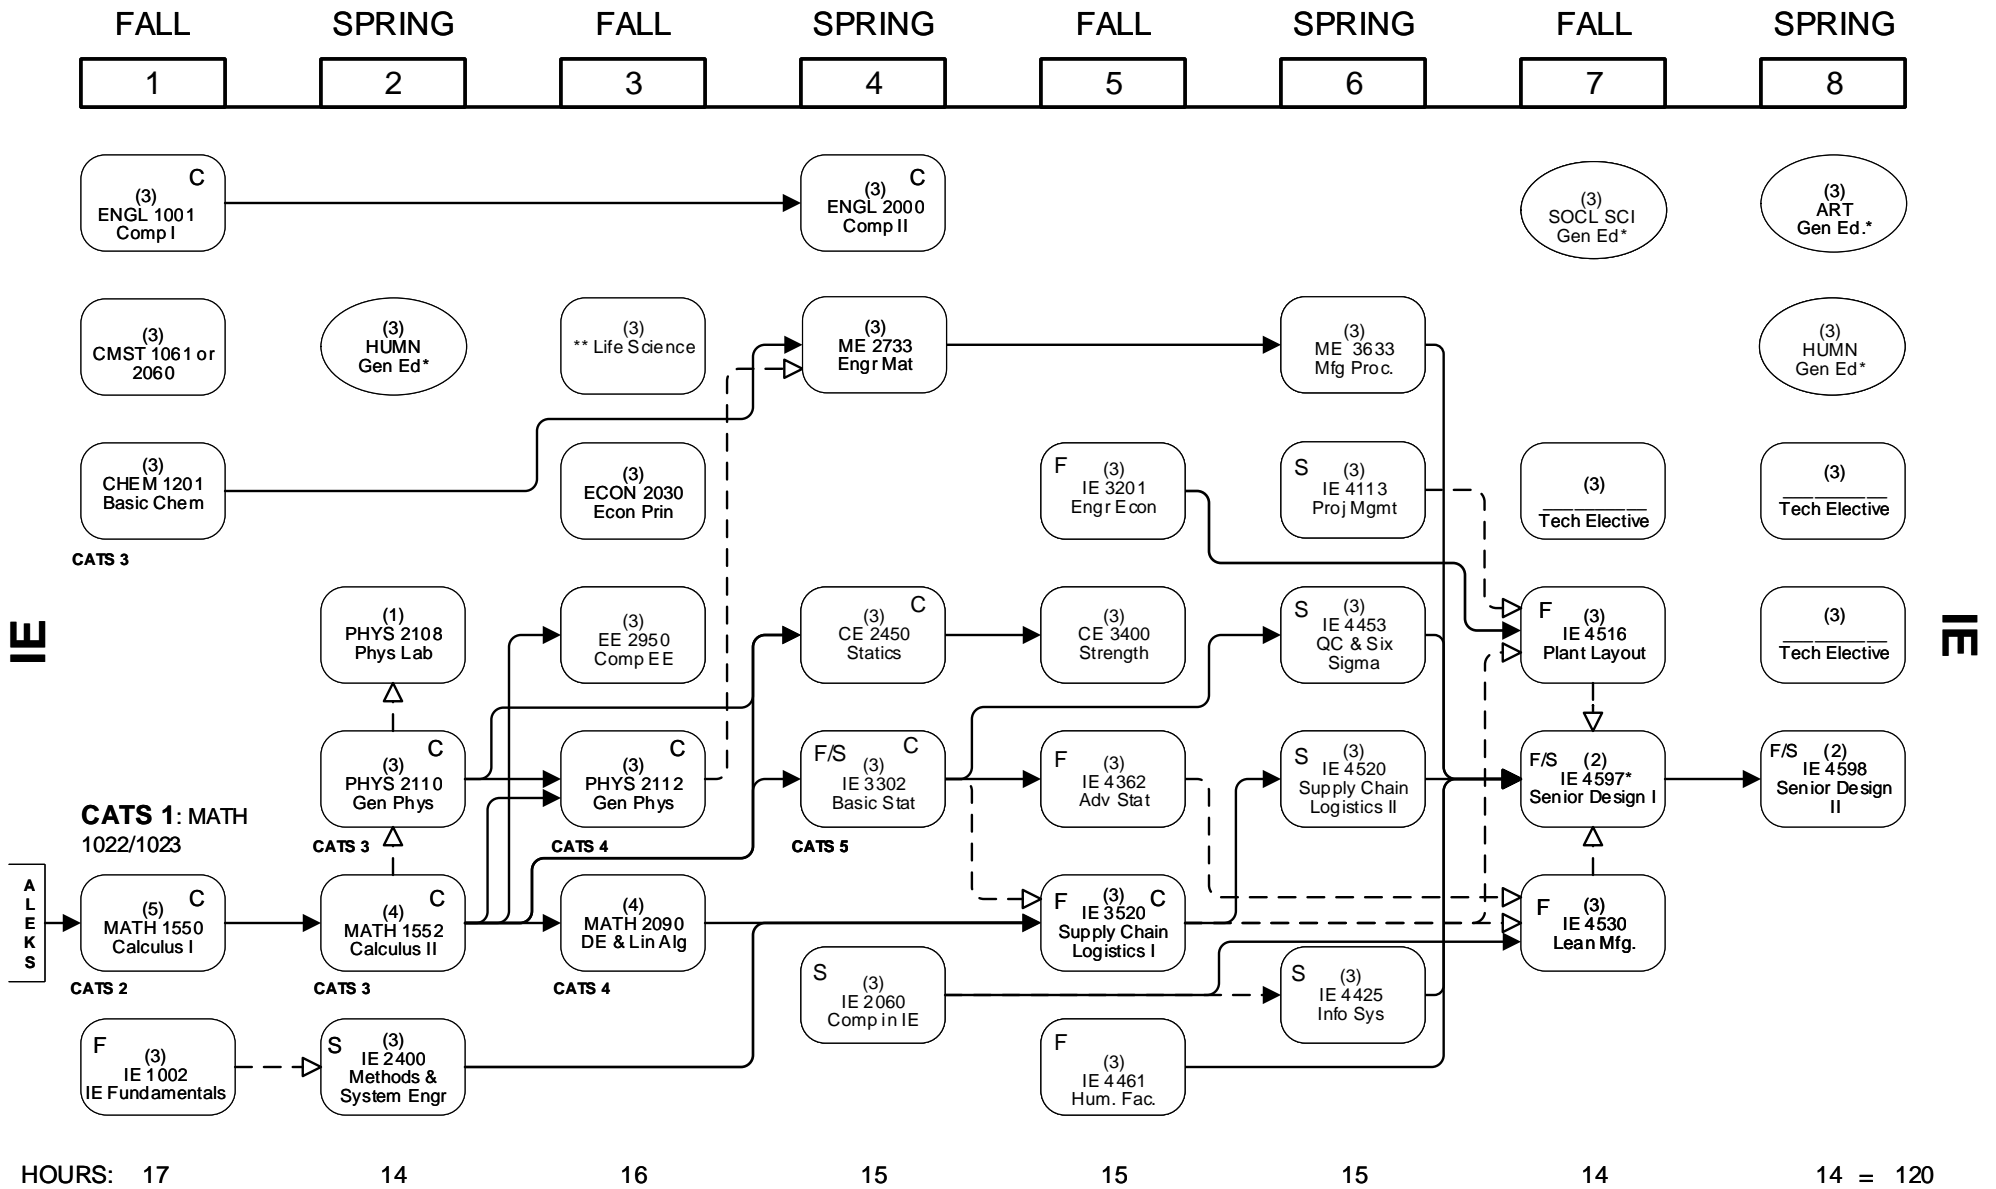 FALL
SPRING
FALL
SPRING
FALL
SPRING
FALL
SPRING
1
2
3
4
5
6
7
8
C
(3)
ENGL 1001
Comp I
(3) C
ENGL 2000
Comp II
(3)
SOCL SCI
Gen Ed*
(3)
ART
Gen Ed.*
(3)
CMST 1061 or
2060
(3)
HUMN
Gen Ed*
(3)
** Life Science
(3)
ME 2733
Engr Mat
(3)
ME 3633
Mfg Proc.
(3)
HUMN
Gen Ed*
(3)
CHEM 1201
Basic Chem
CATS 3
(3)
ECON 2030
Econ Prin
F (3)
IE 3201
Engr Econ
S (3)
IE 4113
Proj Mgmt
(3)
Tech Elective
(3)
Tech Elective
IE
(1)
PHYS 2108
Phys Lab
(3)
EE 2950
Comp EE
C
(3)
CE 2450
Statics
(3)
CE 3400
Strength
S (3)
IE 4453
QC & Six
Sigma
F (3)
IE 4516
Plant Layout
(3)
Tech Elective
IE
C
(3)
PHYS 2110
Gen Phys
CATS 3
C
(3)
PHYS 2112
Gen Phys
CATS 4
F/S C
(3)
IE 3302
Basic Stat
CATS 5
F (3)
IE 4362
Adv Stat
S (3)
IE 4520
Supply Chain
Logistics II
F/S (2)
IE 4597*
Senior Design I
F/S (2)
IE 4598
Senior Design
II
CATS 1: MATH
1022/1023
ALEKS
C
(5)
MATH 1550
Calculus I
CATS 2
C
(4)
MATH 1552
Calculus II
CATS 3
(4)
MATH 2090
DE & Lin Alg
CATS 4
F (3) C
IE 3520
Supply Chain
Logistics I
F (3)
IE 4530
Lean Mfg.
S (3)
IE 2060
Comp in IE
S (3)
IE 4425
Info Sys
F
(3)
IE 1002
IE Fundamentals
S (3)
IE 2400
Methods &
System Engr
F
(3)
IE 4461
Hum. Fac.
HOURS: 17 14 16 15 15 15 14 14 = 120